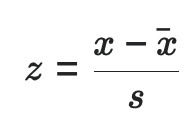 z = (x − x̄) / s